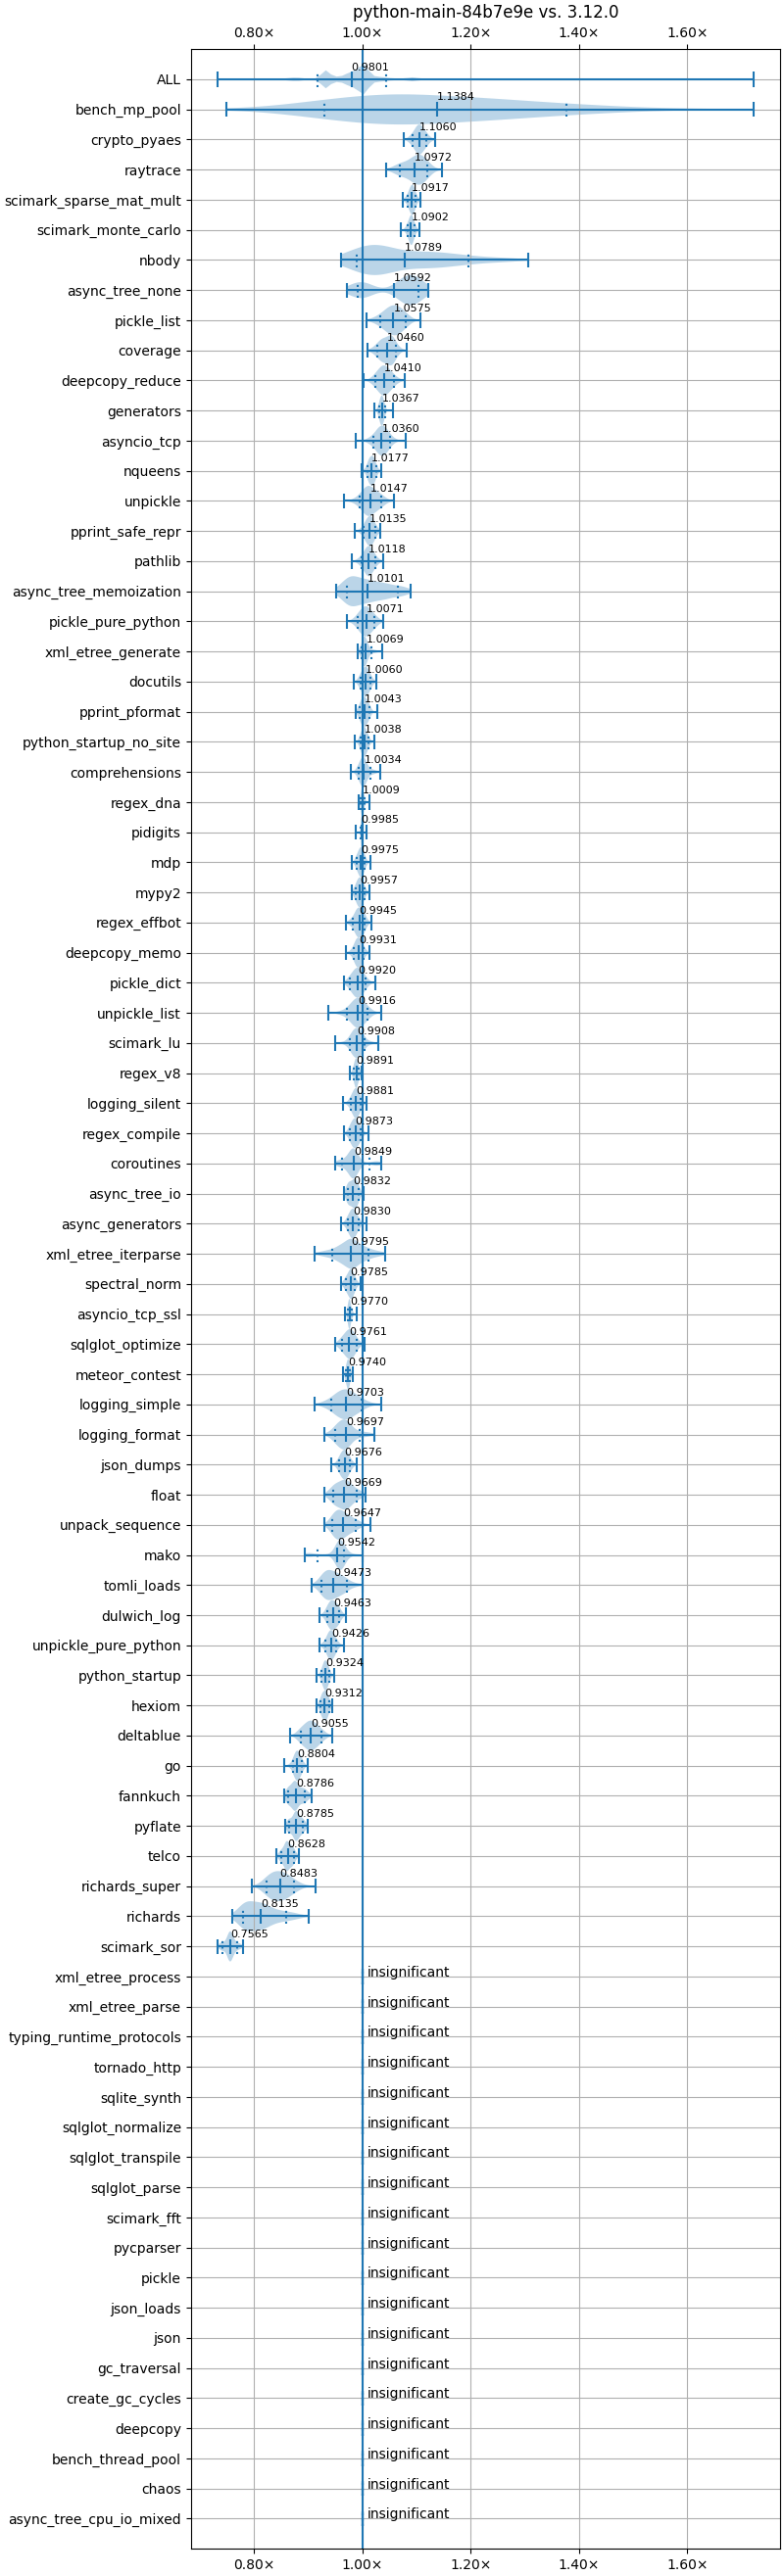 python-main-84b7e9e vs. 3.12.0
0.80× 1.00× 1.20× 1.40× 1.60×
ALL 0.9801
bench_mp_pool 1.1384
crypto_pyaes 1.1060
raytrace 1.0972
scimark_sparse_mat_mult 1.0917
scimark_monte_carlo 1.0902
nbody 1.0789
async_tree_none 1.0592
pickle_list 1.0575
coverage 1.0460
deepcopy_reduce 1.0410
generators 1.0367
asyncio_tcp 1.0360
nqueens 1.0177
unpickle 1.0147
pprint_safe_repr 1.0135
pathlib 1.0118
async_tree_memoization 1.0101
pickle_pure_python 1.0071
xml_etree_generate 1.0069
docutils 1.0060
pprint_pformat 1.0043
python_startup_no_site 1.0038
comprehensions 1.0034
regex_dna 1.0009
pidigits 0.9985
mdp 0.9975
mypy2 0.9957
regex_effbot 0.9945
deepcopy_memo 0.9931
pickle_dict 0.9920
unpickle_list 0.9916
scimark_lu 0.9908
regex_v8 0.9891
logging_silent 0.9881
regex_compile 0.9873
coroutines 0.9849
async_tree_io 0.9832
async_generators 0.9830
xml_etree_iterparse 0.9795
spectral_norm 0.9785
asyncio_tcp_ssl 0.9770
sqlglot_optimize 0.9761
meteor_contest 0.9740
logging_simple 0.9703
logging_format 0.9697
json_dumps 0.9676
float 0.9669
unpack_sequence 0.9647
mako 0.9542
tomli_loads 0.9473
dulwich_log 0.9463
unpickle_pure_python 0.9426
python_startup 0.9324
hexiom 0.9312
deltablue 0.9055
go 0.8804
fannkuch 0.8786
pyflate 0.8785
telco 0.8628
richards_super 0.8483
richards 0.8135
scimark_sor 0.7565
xml_etree_process insignificant
xml_etree_parse insignificant
typing_runtime_protocols insignificant
tornado_http insignificant
sqlite_synth insignificant
sqlglot_normalize insignificant
sqlglot_transpile insignificant
sqlglot_parse insignificant
scimark_fft insignificant
pycparser insignificant
pickle insignificant
json_loads insignificant
json insignificant
gc_traversal insignificant
create_gc_cycles insignificant
deepcopy insignificant
bench_thread_pool insignificant
chaos insignificant
async_tree_cpu_io_mixed insignificant
0.80× 1.00× 1.20× 1.40× 1.60×